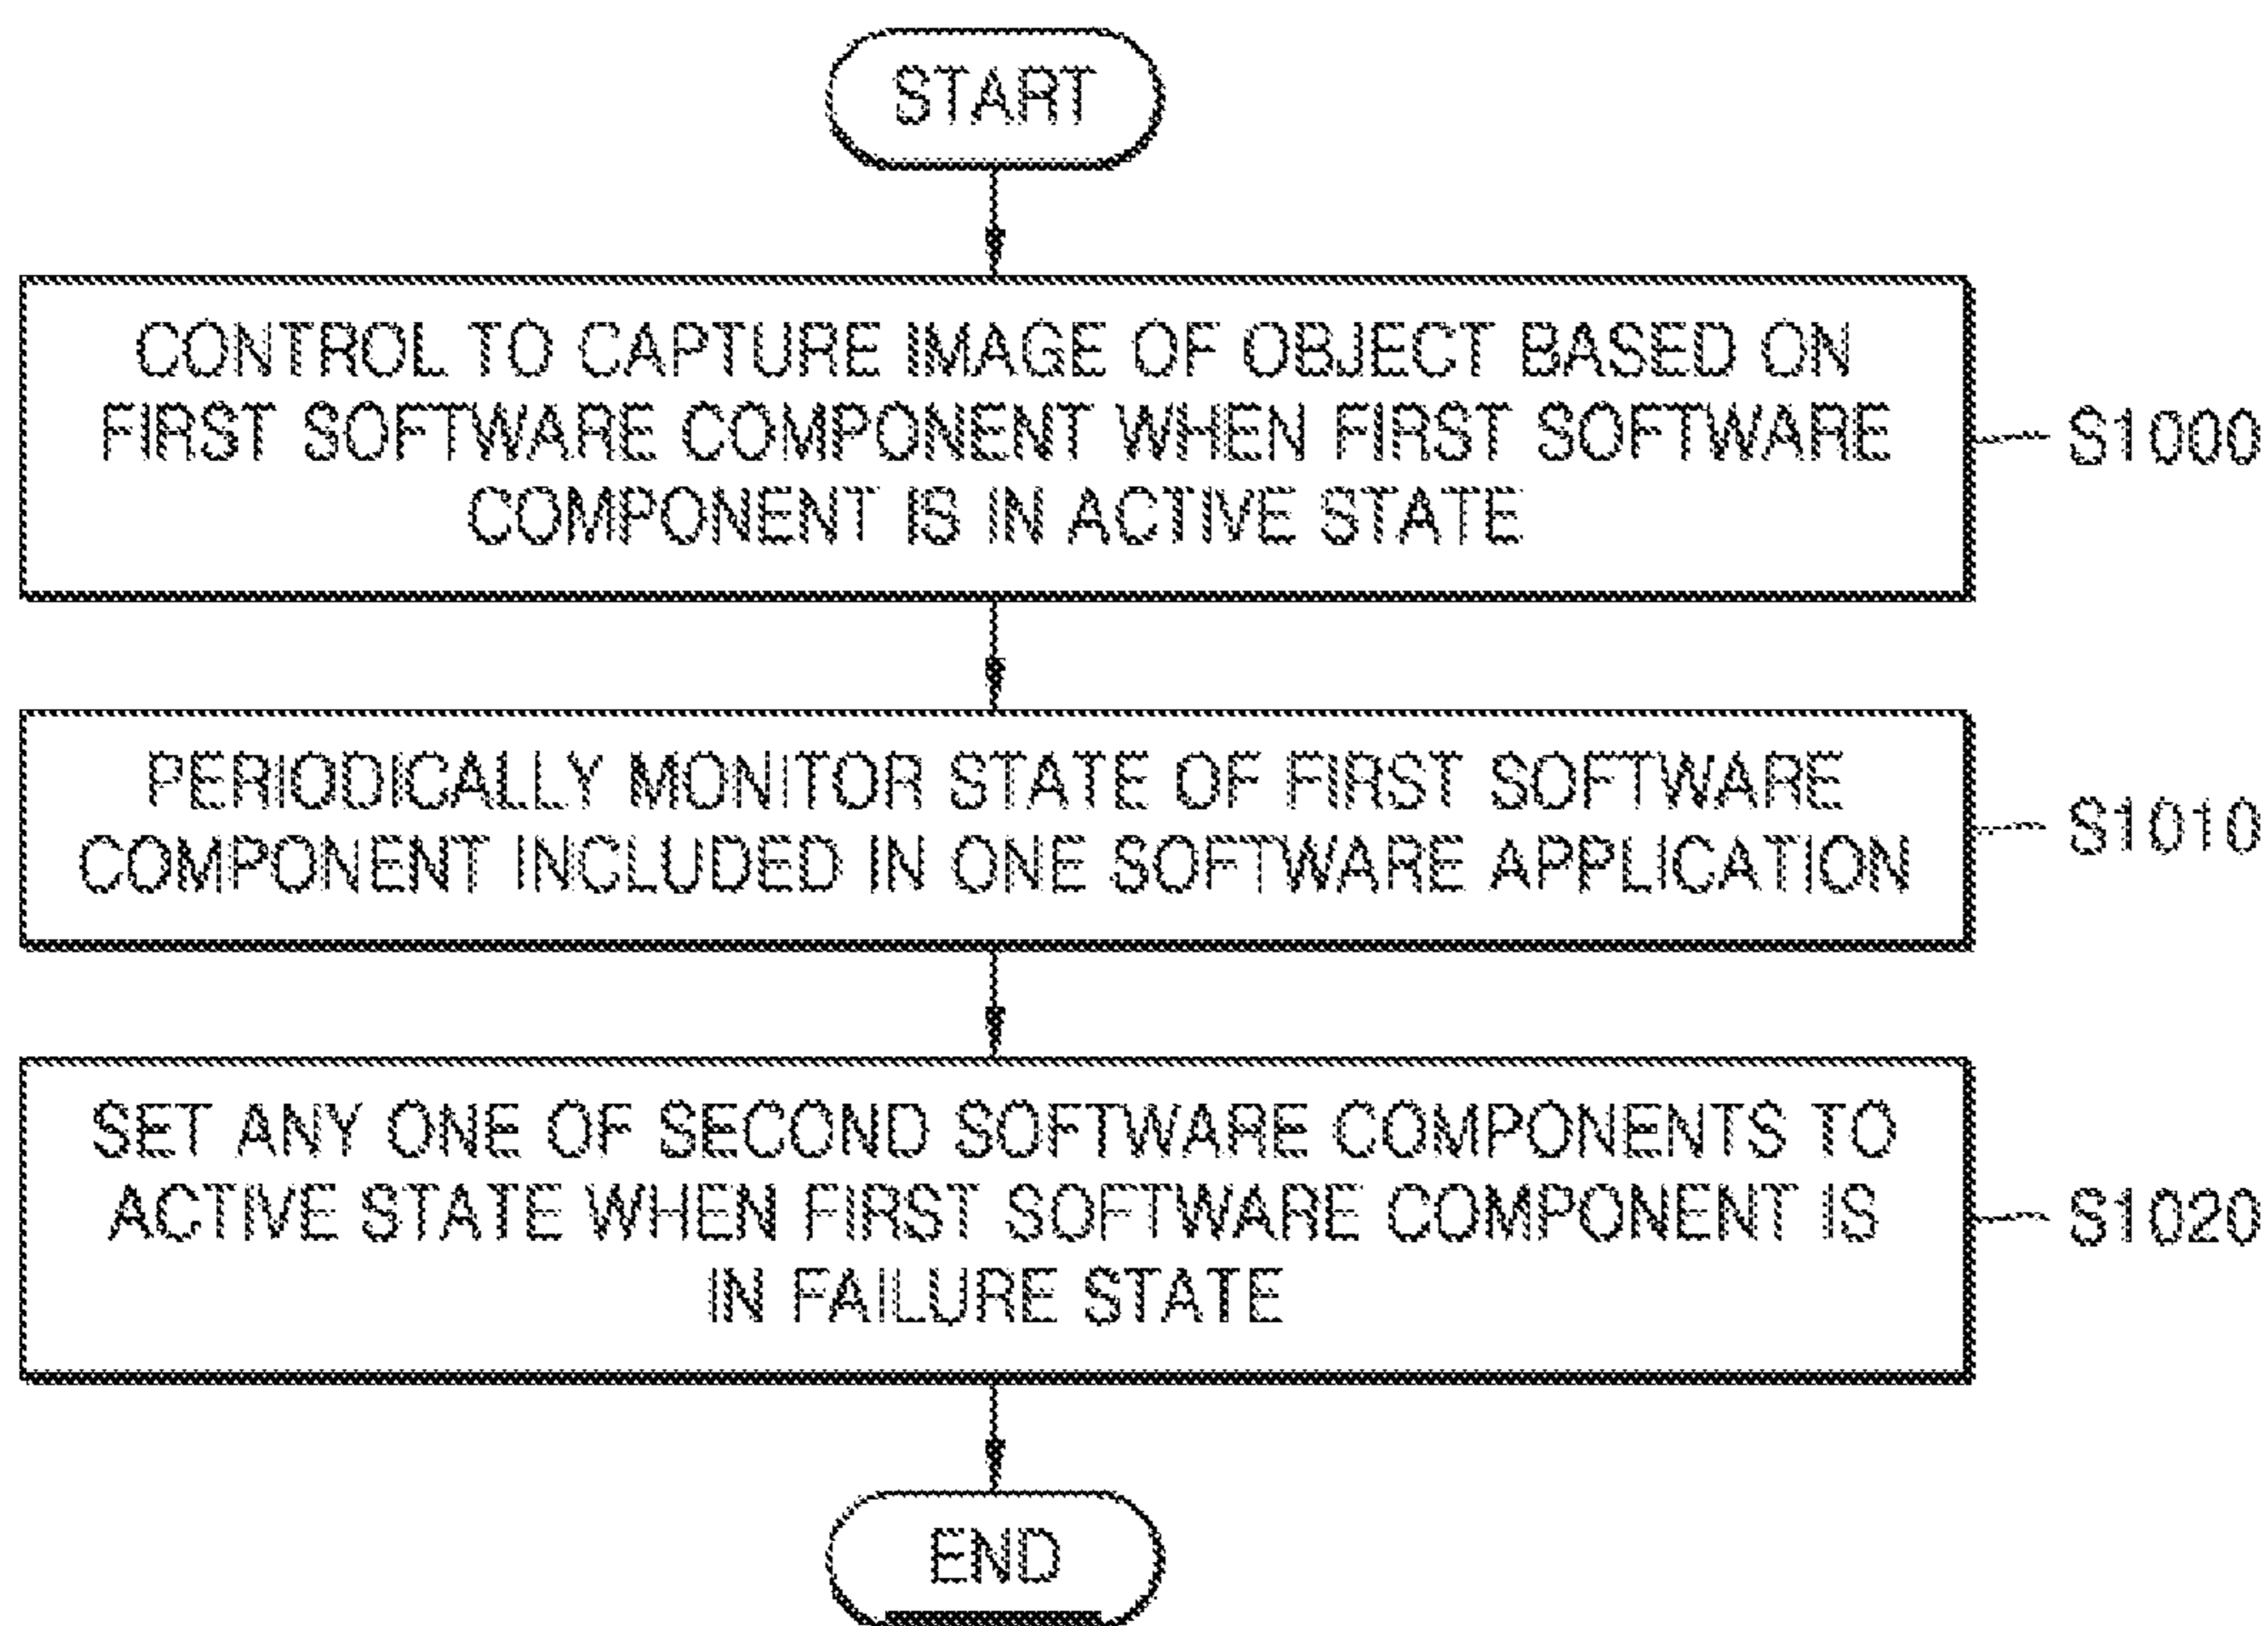 START
CONTROL TO CAPTURE IMAGE OF OBJECT BASED ON
FIRST SOFTWARE COMPONENT WHEN FIRST SOFTWARE
COMPONENT IS IN ACTIVE STATE
S1000
PERIODICALLY MONITOR STATE OF FIRST SOFTWARE
COMPONENT INCLUDED IN ONE SOFTWARE APPLICATION
S1010
SET ANY ONE OF SECOND SOFTWARE COMPONENTS TO
ACTIVE STATE WHEN FIRST SOFTWARE COMPONENT IS
IN FAILURE STATE
S1020
END